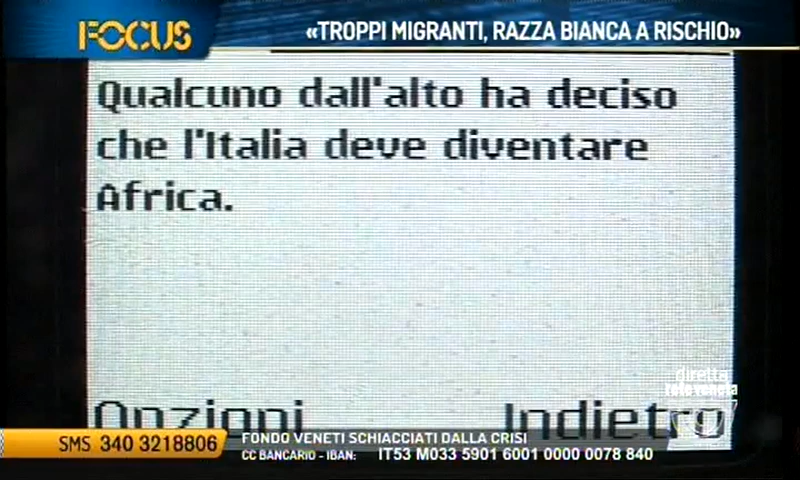 FOCUS
«TROPPI MIGRANTI, RAZZA BIANCA A RISCHIO»
Qualcuno dall'alto ha deciso
che l'Italia deve diventare
Africa.
diretta
televeneta
Opzioni Indietro
SMS 340 3218806
FONDO VENETI SCHIACCIATI DALLA CRISI
CC BANCARIO - IBAN: IT53 M033 5901 6001 0000 0078 840